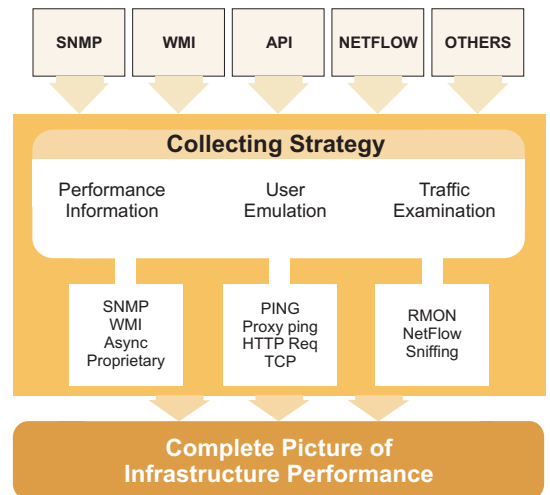 SNMP
WMI
API
NETFLOW
OTHERS
Collecting Strategy
Performance
Information
User
Emulation
Traffic
Examination
SNMP
WMI
Async
Proprietary
PING
Proxy ping
HTTP Req
TCP
RMON
NetFlow
Sniffing
Complete Picture of
Infrastructure Performance